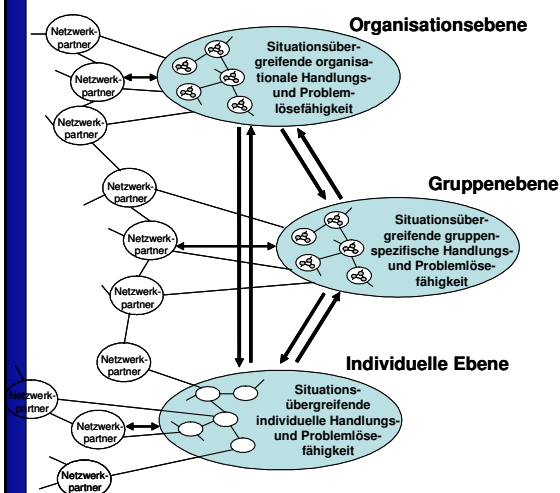 Organisationsebene
Netzwerk-
partner
Netzwerk-
partner
Netzwerk-
partner
Situationsüber-
greifende organisa-
tionale Handlungs-
und Problem-
lösefähigkeit
Gruppenebene
Netzwerk-
partner
Netzwerk-
partner
Netzwerk-
partner
Situationsüber-
greifende gruppen-
spezifische Handlungs-
und Problemlöse-
fähigkeit
Individuelle Ebene
Netzwerk-
partner
Netzwerk-
partner
Netzwerk-
partner
Netzwerk-
partner
Situations-
übergreifende
individuelle Handlungs-
und Problemlöse-
fähigkeit